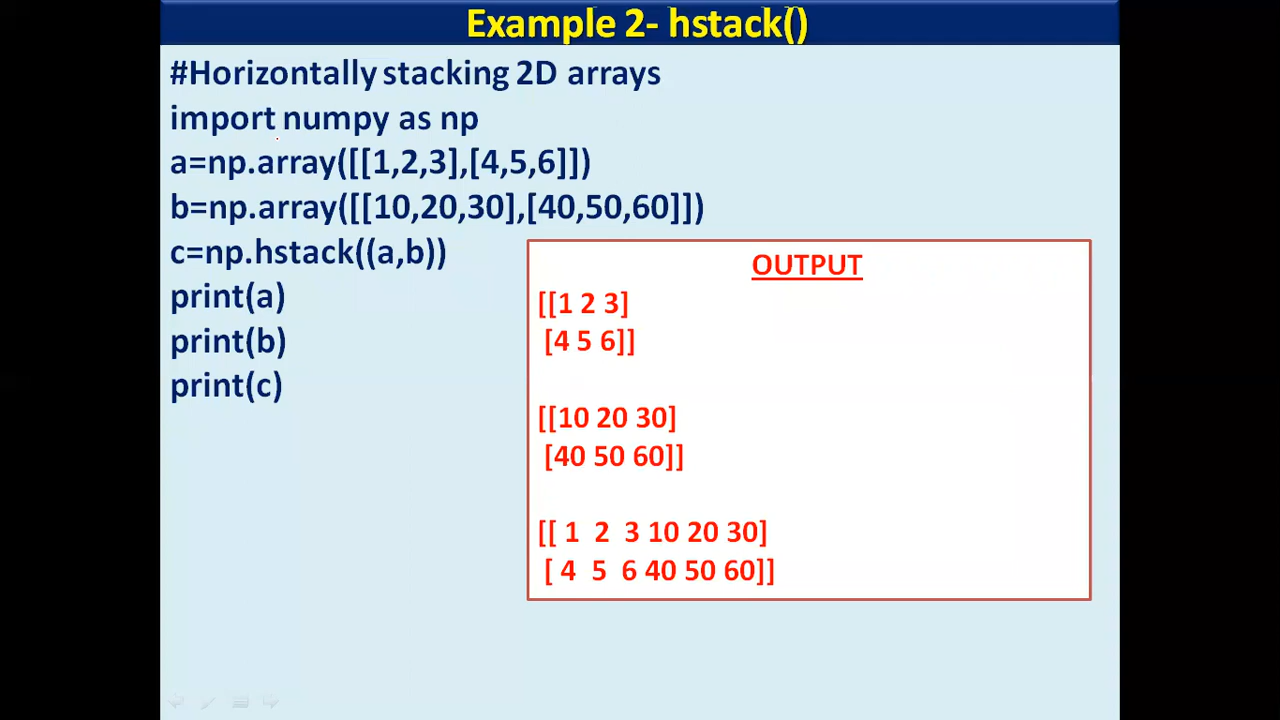 Example 2- hstack()
#Horizontally stacking 2D arrays
import numpy as np
a=np.array([[1,2,3],[4,5,6]])
b=np.array([[10,20,30],[40,50,60]])
c=np.hstack((a,b))
print(a)
print(b)
print(c)
OUTPUT
[[1 2 3]
[4 5 6]]
[[10 20 30]
[40 50 60]]
[[ 1  2  3 10 20 30]
[ 4  5  6 40 50 60]]